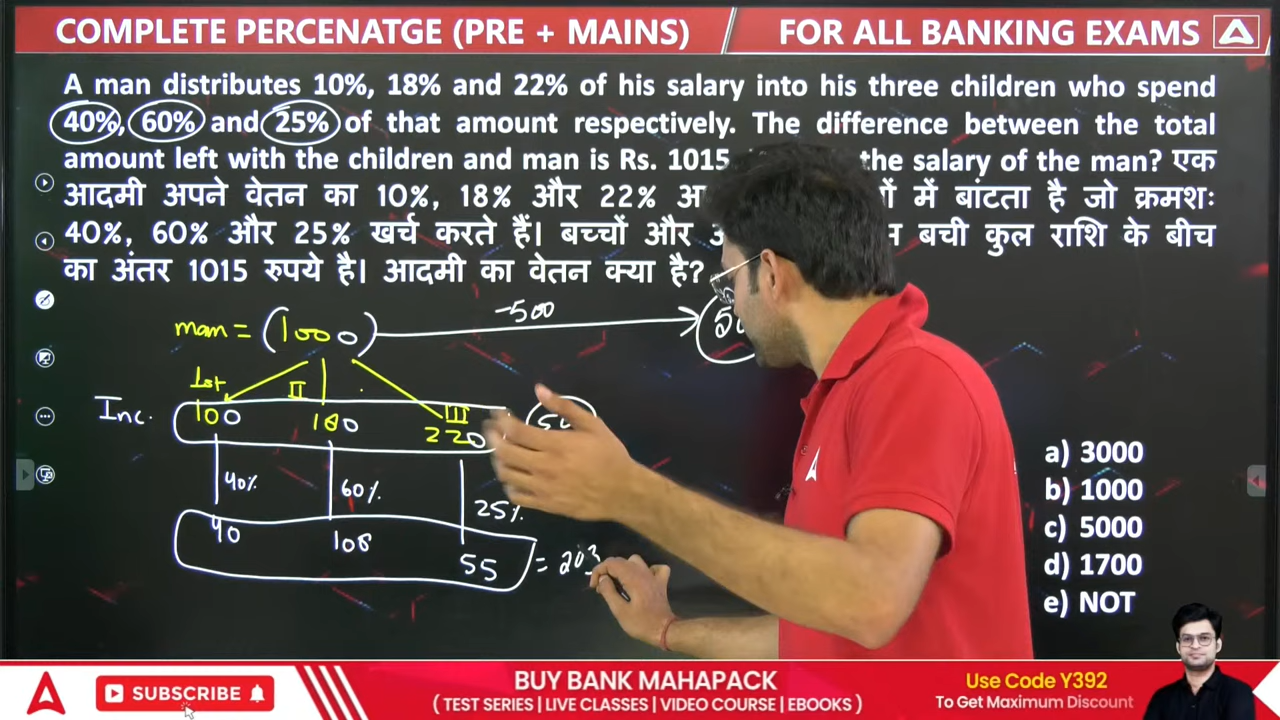 COMPLETE PERCENATGE (PRE + MAINS)
FOR ALL BANKING EXAMS
A man distributes 10%, 18% and 22% of his salary into his three children who spend
40%, 60% and 25% of that amount respectively. The difference between the total
amount left with the children and man is Rs. 1015 the salary of the man? एक
आदमी अपने वेतन का 10%, 18% और 22% में बांटता है जो क्रमशः
40%, 60% और 25% खर्च करते हैं। बच्चों और बची कुल राशि के बीच
का अंतर 1015 रुपये है। आदमी का वेतन क्या है?
mam = (1000)
-500
1st
II
III
Inc.
100
180
220
40%
60%
25%
40
108
55
= 203
a) 3000
b) 1000
c) 5000
d) 1700
e) NOT
SUBSCRIBE
BUY BANK MAHAPACK
( TEST SERIES | LIVE CLASSES | VIDEO COURSE | EBOOKS )
Use Code Y392
To Get Maximum Discount